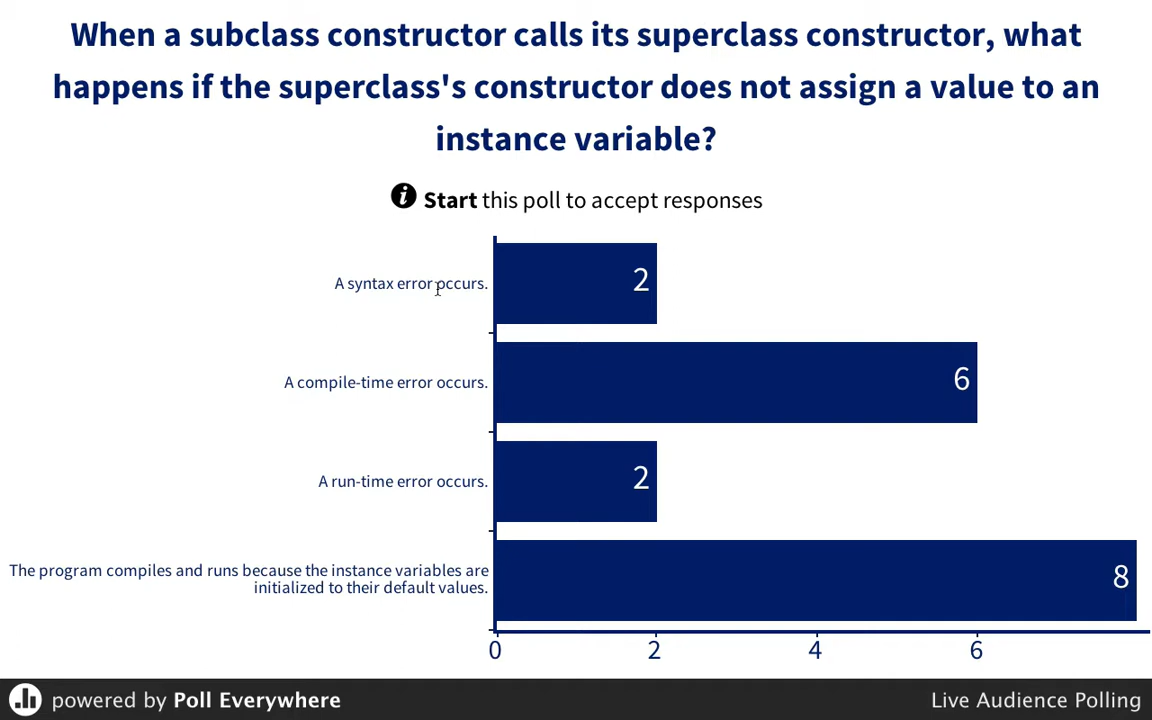 When a subclass constructor calls its superclass constructor, what
happens if the superclass's constructor does not assign a value to an
instance variable?
Start this poll to accept responses
A syntax error occurs.
2
A compile-time error occurs.
6
A run-time error occurs.
2
The program compiles and runs because the instance variables are
initialized to their default values.
8
0 2 4 6
powered by Poll Everywhere
Live Audience Polling